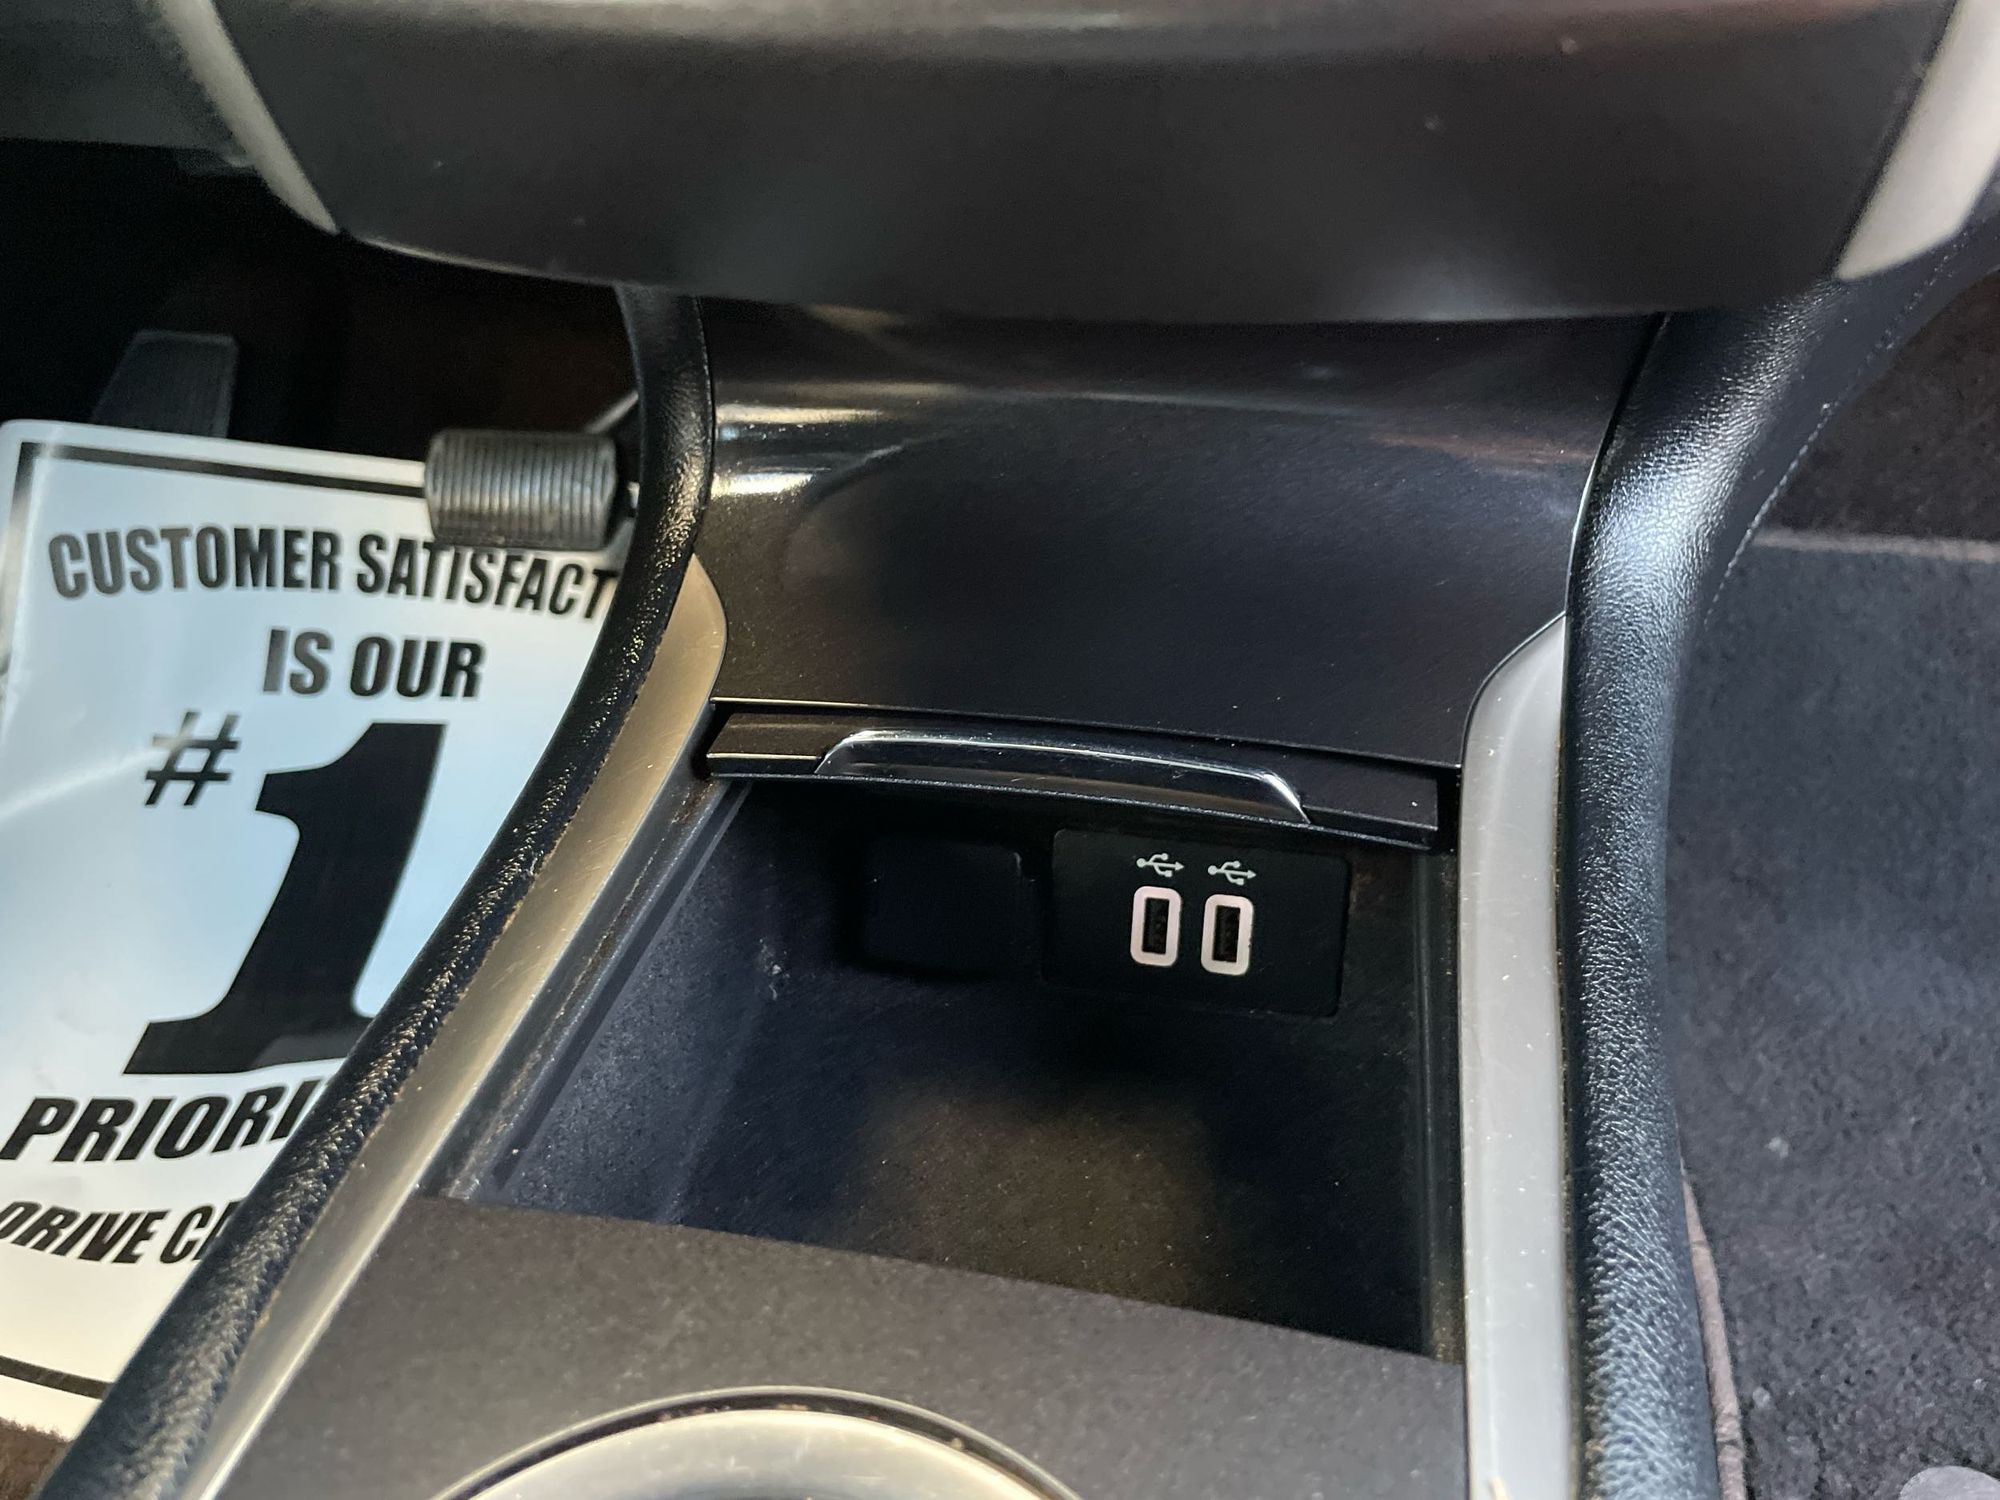 CUSTOMER SATISFACT
IS OUR
#1
PRIORI
DRIVE